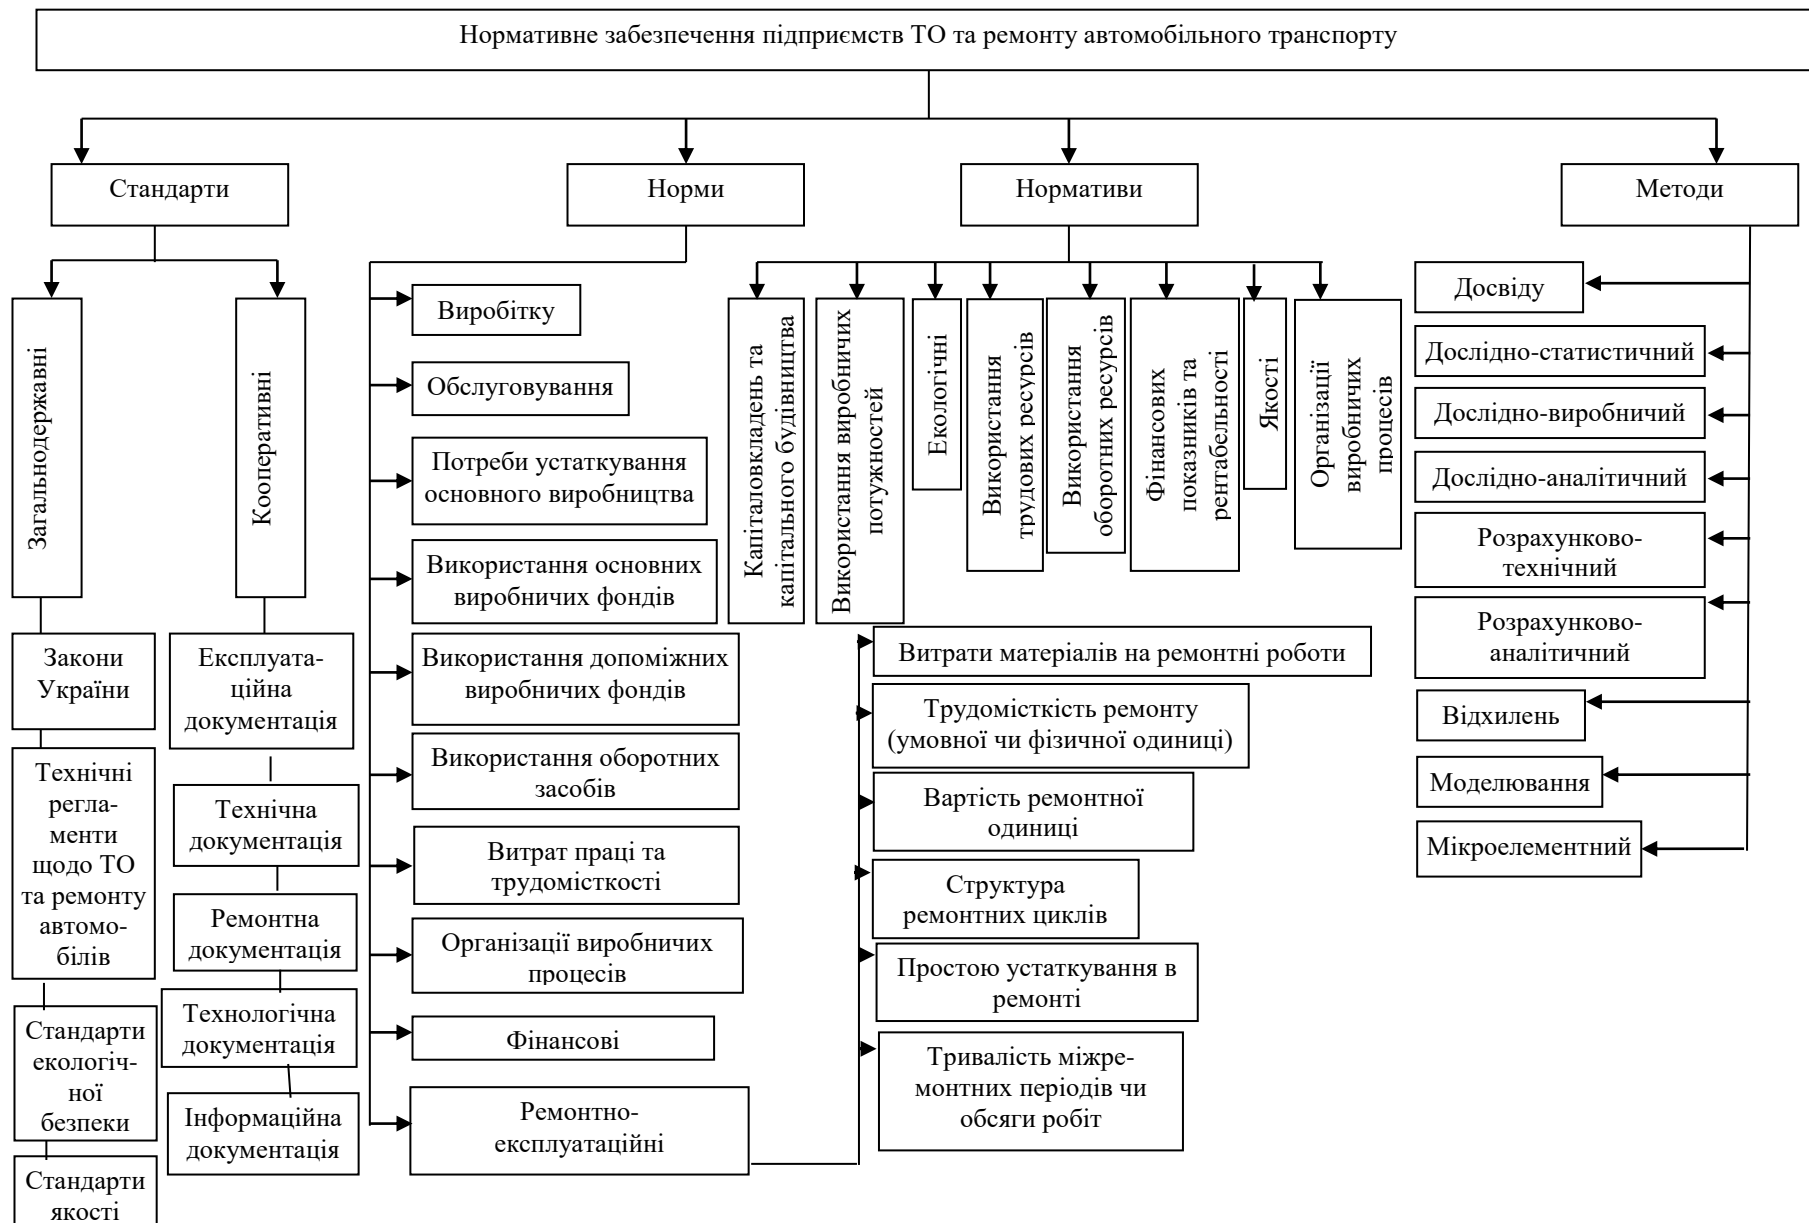 Нормативне забезпечення підприємств ТО та ремонту автомобільного транспорту
Стандарти
Норми
Нормативи
Методи
Загальнодержавні
Кооперативні
Закони
України
Технічні
регла-
менти
щодо ТО
та ремонту
автомо-
білів
Стандарти
екологіч-
ної
безпеки
Стандарти
якості
Експлуата-
ційна
документація
Технічна
документація
Ремонтна
документація
Технологічна
документація
Інформаційна
документація
Виробітку
Обслуговування
Потреби устаткування
основного виробництва
Використання основних
виробничих фондів
Використання допоміжних
виробничих фондів
Використання оборотних
засобів
Витрат праці та
трудомісткості
Організації виробничих
процесів
Фінансові
Ремонтно-
експлуатаційні
Капіталовкладень та
капітального будівництва
Використання виробничих
потужностей
Екологічні
Використання
трудових ресурсів
Використання
оборотних ресурсів
Фінансових
показників та
рентабельності
Якості
Організації
виробничих
процесів
Витрати матеріалів на ремонтні роботи
Трудомісткість ремонту
(умовної чи фізичної одиниці)
Вартість ремонтної
одиниці
Структура
ремонтних циклів
Простою устаткування в
ремонті
Тривалість міжре-
монтних періодів чи
обсяги робіт
Досвіду
Дослідно-статистичний
Дослідно-виробничий
Дослідно-аналітичний
Розрахунково-
технічний
Розрахунково-
аналітичний
Відхилень
Моделювання
Мікроелементний